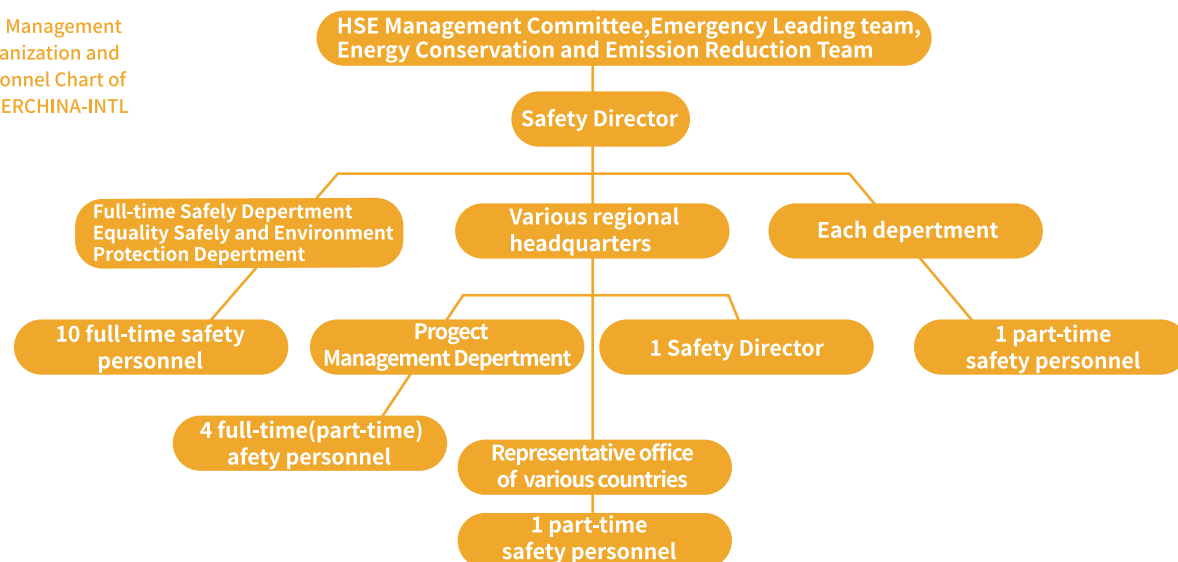 Management
anization and
onnel Chart of
ERCHINA-INTL
HSE Management Committee,Emergency Leading team,
Energy Conservation and Emission Reduction Team
Safety Director
Full-time Safely Depertment
Equality Safely and Environment
Protection Depertment
Various regional
headquarters
Each depertment
10 full-time safety
personnel
Progect
Management Depertment
1 Safety Director
1 part-time
safety personnel
4 full-time(part-time)
afety personnel
Representative office
of various countries
1 part-time
safety personnel